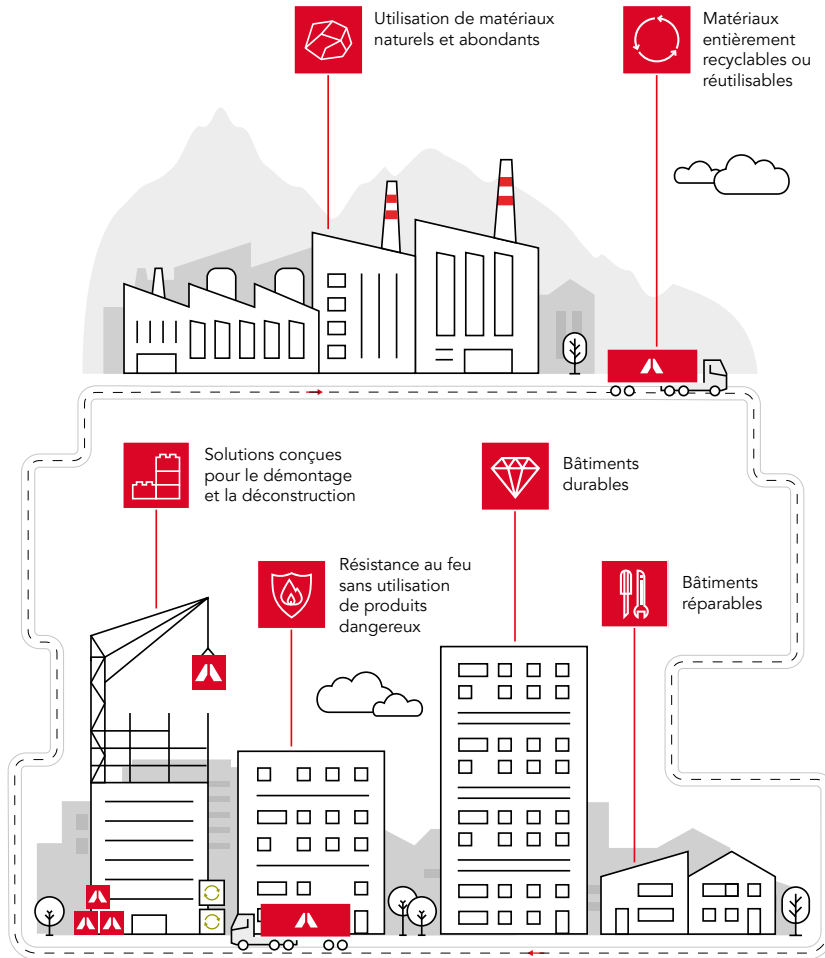 Utilisation de matériaux
naturels et abondants
Matériaux
entièrement
recyclables ou
réutilisables
Solutions conçues
pour le démontage
et la déconstruction
Bâtiments
durables
Résistance au feu
sans utilisation
de produits
dangereux
Bâtiments
réparables